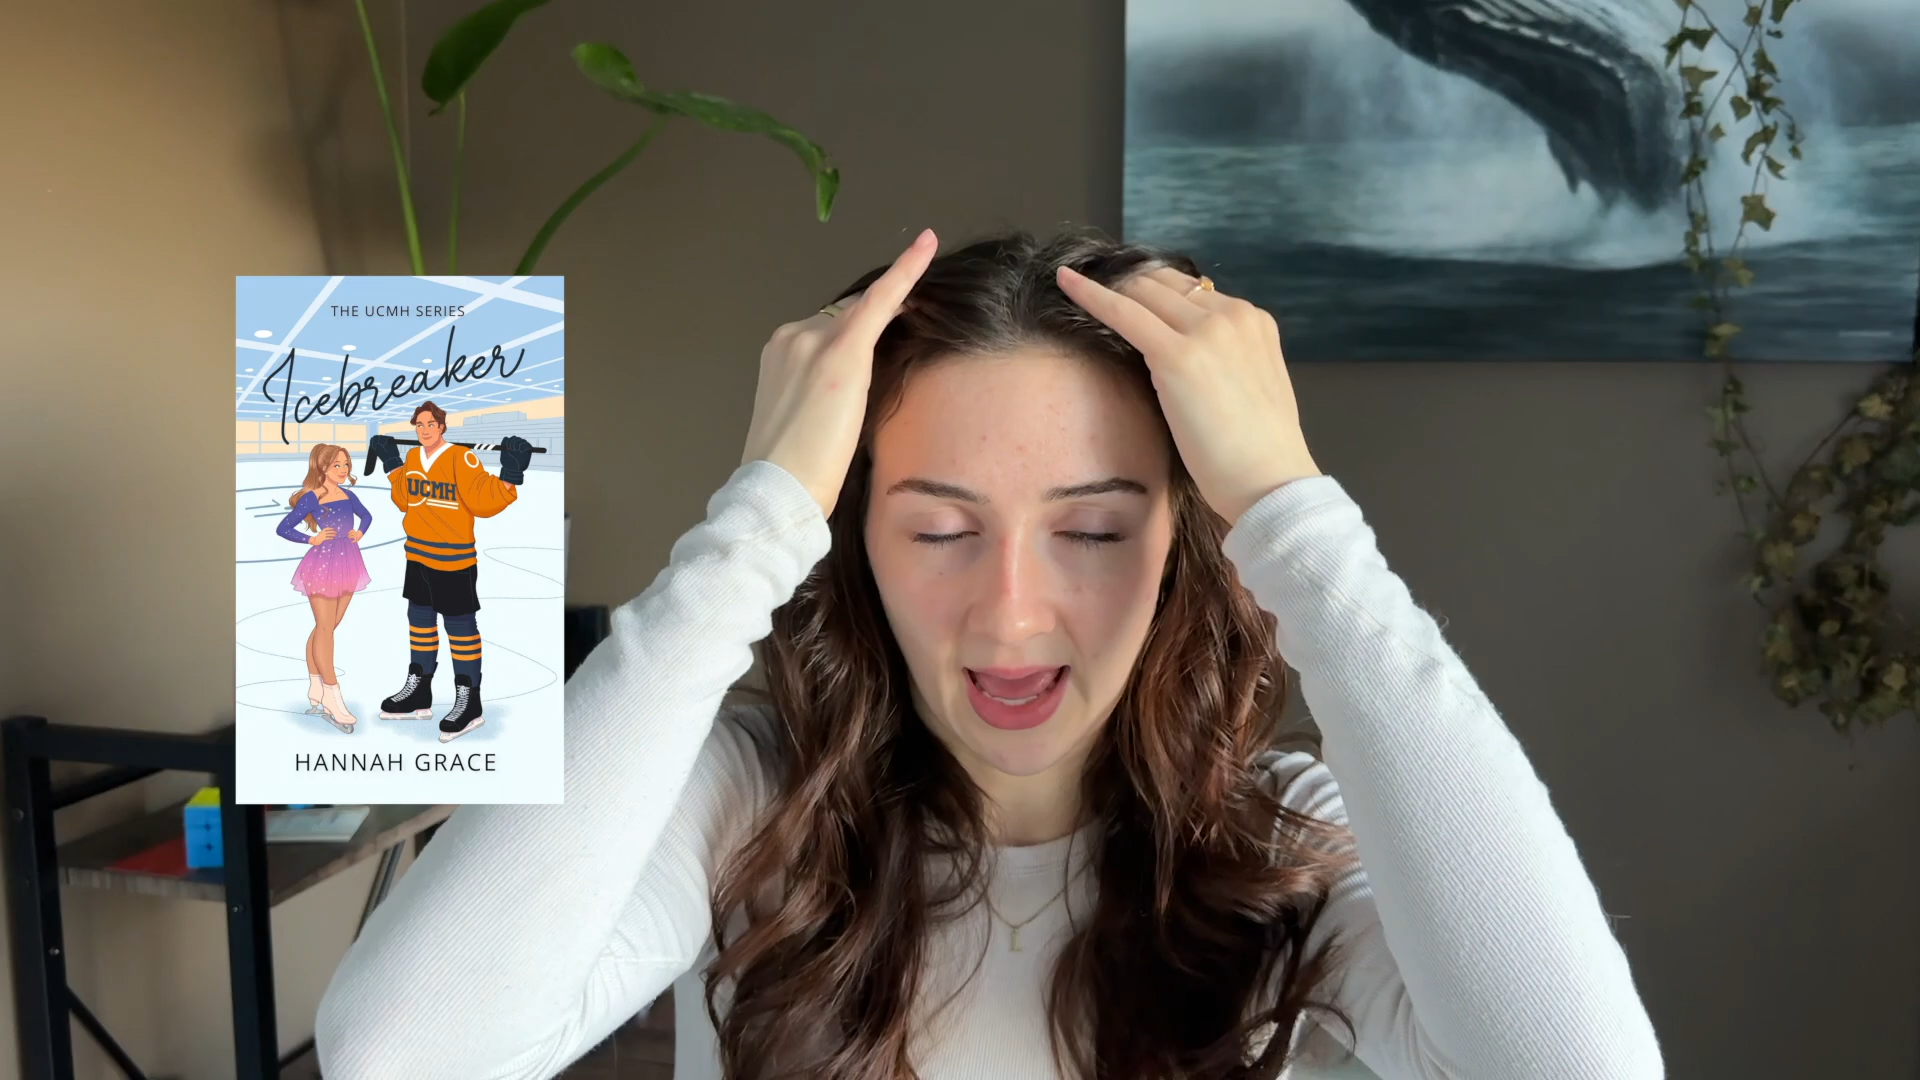 THE UCMH SERIES
Icebreaker
UCMH
HANNAH GRACE
L